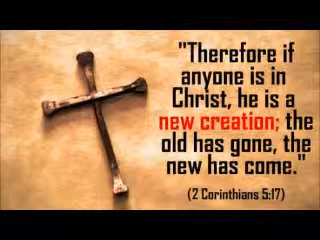 "Therefore if
anyone is in
Christ, he is a
new creation; the
old has gone, the
new has come."
(2 Corinthians 5:17)